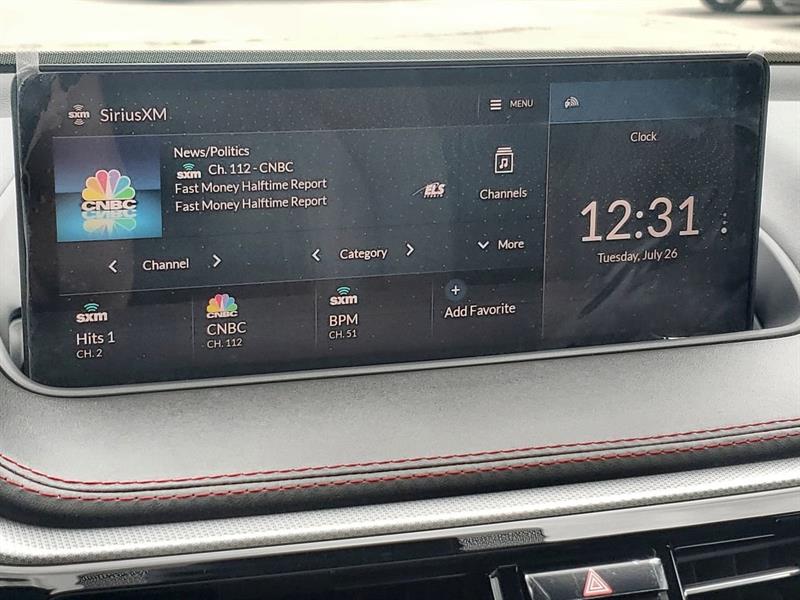 sxm SiriusXM
MENU
Clock
12:31
Tuesday, July 26
News/Politics
sxm Ch. 112 - CNBC
Fast Money Halftime Report
Fast Money Halftime Report
CNBC
ELS
Channels
Channel
Category
More
sxm
Hits 1
CH. 2
CNBC
CNBC
CH. 112
sxm
BPM
CH. 51
+
Add Favorite